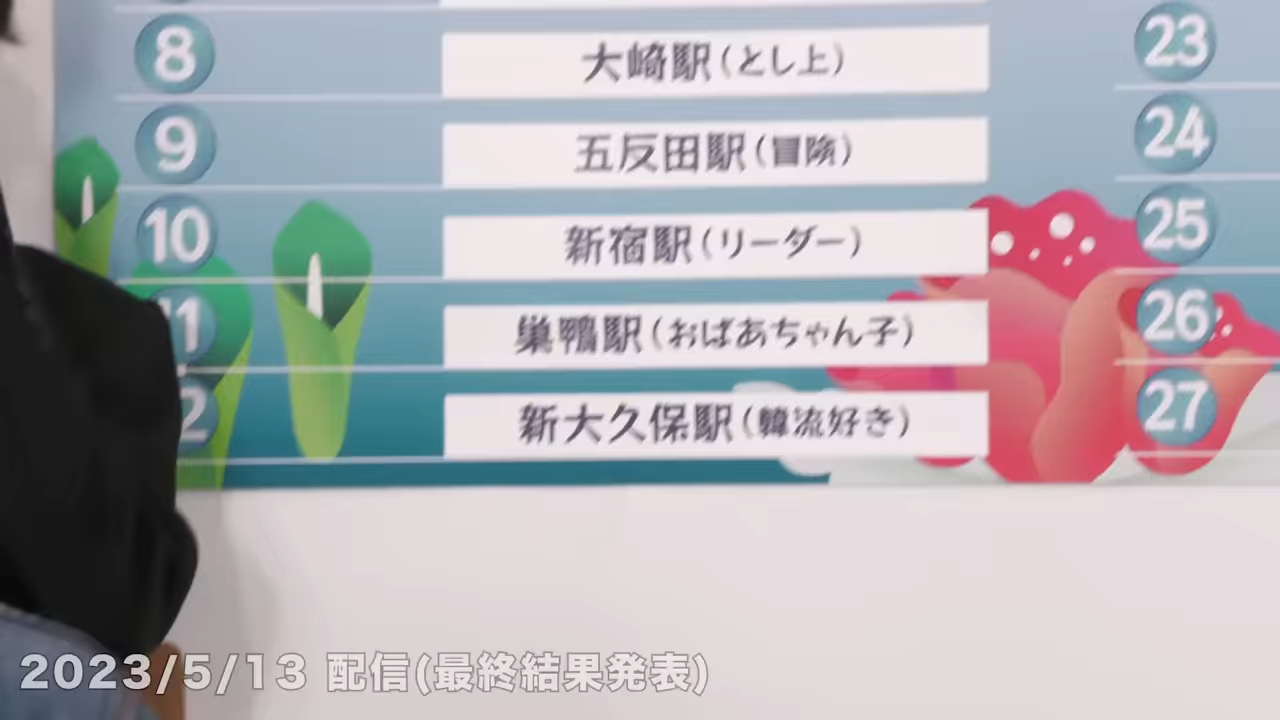 8 大崎駅(とし上)
9 五反田駅(冒険)
10 新宿駅(リーダー)
11 巣鴨駅(おばあちゃん子)
12 新大久保駅(韓流好き)
23
24
25
26
27
2023/5/13 配信(最終結果発表)